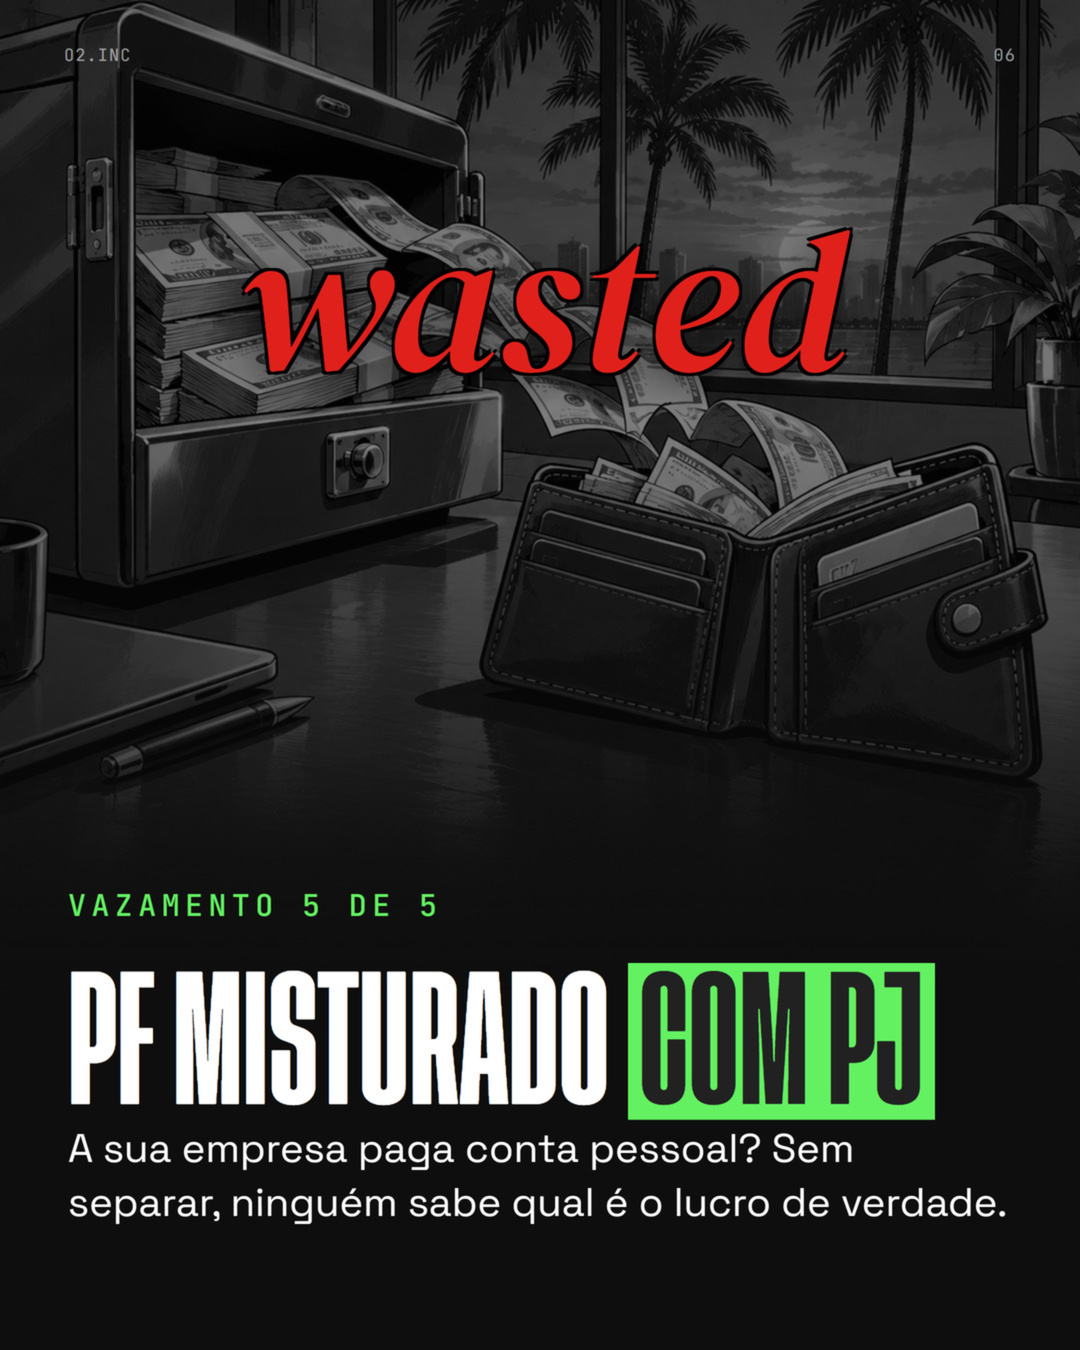 02.INC
06
wasted
VAZAMENTO 5 DE 5
PF MISTURADO COM PJ
A sua empresa paga conta pessoal? Sem
separar, ninguém sabe qual é o lucro de verdade.